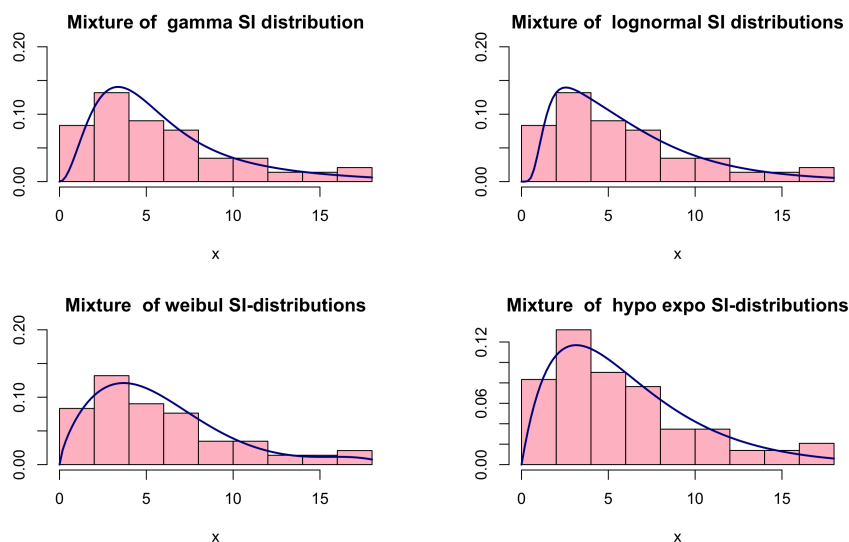 Mixture of  gamma SI distribution
0.00 0.10 0.20
0 5 10 15
x
Mixture of  lognormal SI distributions
0.00 0.10 0.20
0 5 10 15
x
Mixture  of weibul SI-distributions
0.00 0.10 0.20
0 5 10 15
x
Mixture  of  hypo expo SI-distributions
0.00 0.06 0.12
0 5 10 15
x